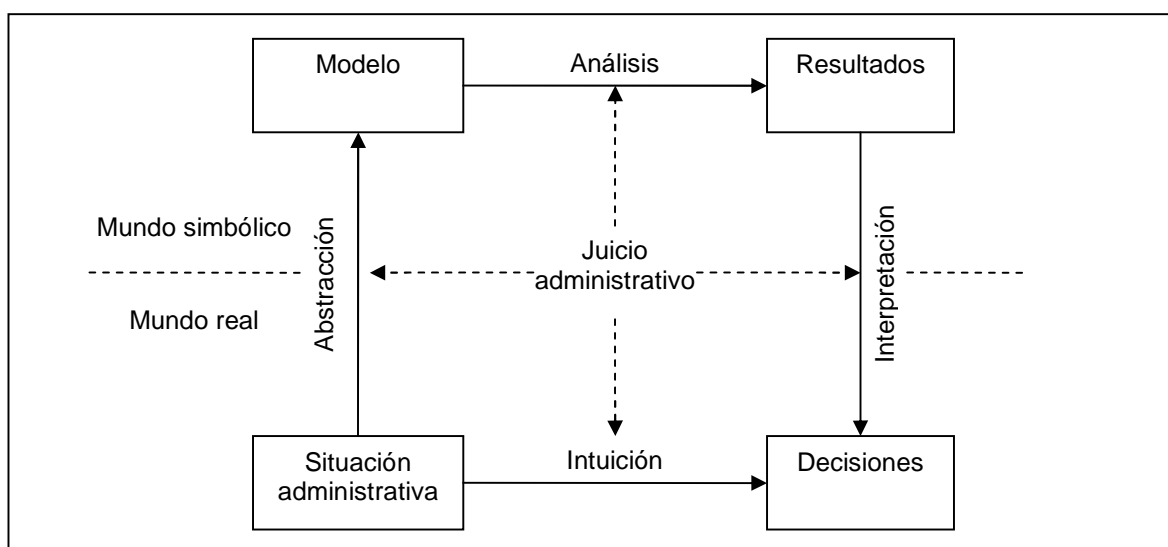 Modelo
Análisis
Resultados
Mundo simbólico
Abstracción
Juicio
administrativo
Interpretación
Mundo real
Situación
administrativa
Intuición
Decisiones